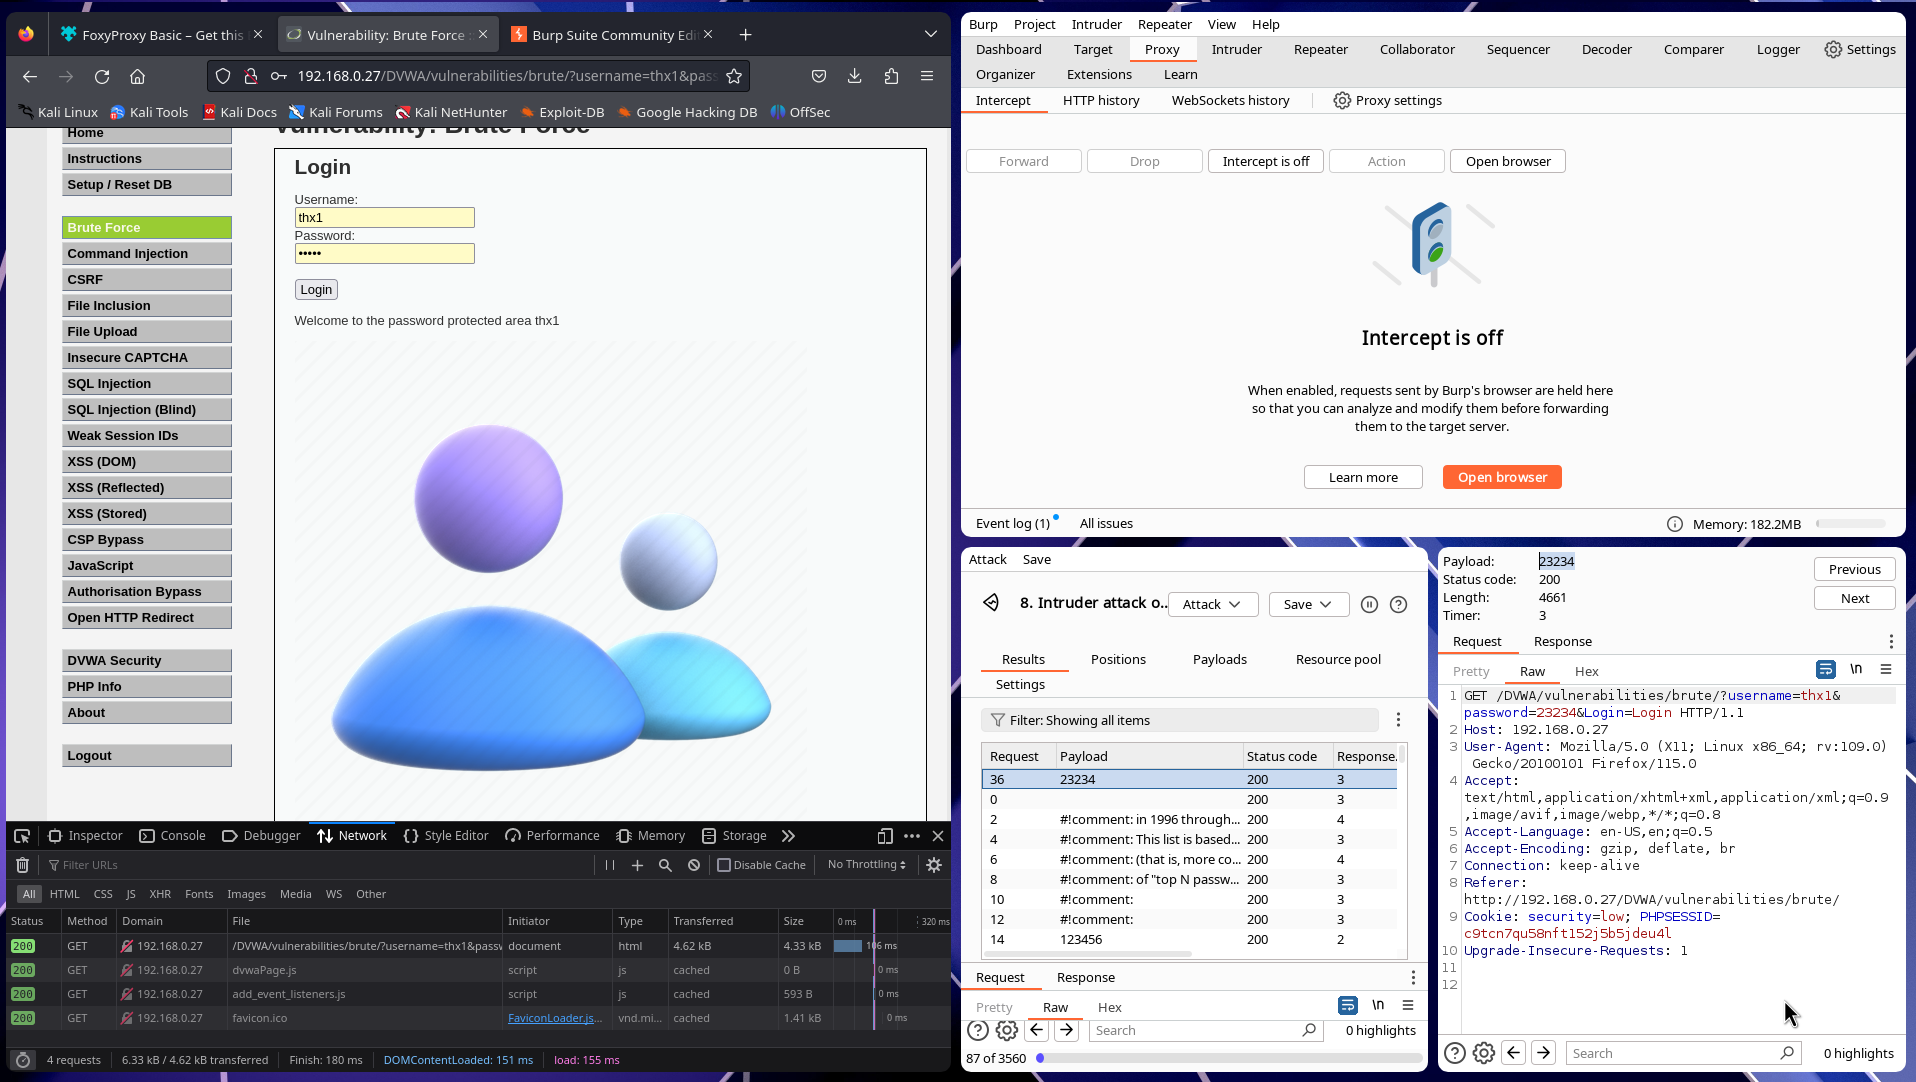 FoxyProxy Basic – Get this
Vulnerability: Brute Force ::
Burp Suite Community Edi
192.168.0.27/DVWA/vulnerabilities/brute/?username=thx1&pass
Kali Linux
Kali Tools
Kali Docs
Kali Forums
Kali NetHunter
Exploit-DB
Google Hacking DB
OffSec
Home
Instructions
Setup / Reset DB
Brute Force
Command Injection
CSRF
File Inclusion
File Upload
Insecure CAPTCHA
SQL Injection
SQL Injection (Blind)
Weak Session IDs
XSS (DOM)
XSS (Reflected)
XSS (Stored)
CSP Bypass
JavaScript
Authorisation Bypass
Open HTTP Redirect
DVWA Security
PHP Info
About
Logout
Vulnerability: Brute Force
Login
Username:
thx1
Password:
•••••
Login
Welcome to the password protected area thx1
Inspector
Console
Debugger
Network
Style Editor
Performance
Memory
Storage
Filter URLs
Disable Cache
No Throttling
All HTML CSS JS XHR Fonts Images Media WS Other
Status Method Domain File Initiator Type Transferred Size 0 ms 320 ms
200 GET 192.168.0.27 /DVWA/vulnerabilities/brute/?username=thx1&passw document html 4.62 kB 4.33 kB 106 ms
200 GET 192.168.0.27 dvwaPage.js script js cached 0 B 0 ms
200 GET 192.168.0.27 add_event_listeners.js script js cached 593 B 0 ms
200 GET 192.168.0.27 favicon.ico FaviconLoader.js... vnd.mi... cached 1.41 kB 0 ms
4 requests 6.33 kB / 4.62 kB transferred Finish: 180 ms DOMContentLoaded: 151 ms load: 155 ms
Burp Project Intruder Repeater View Help
Dashboard Target Proxy Intruder Repeater Collaborator Sequencer Decoder Comparer Logger Settings
Organizer Extensions Learn
Intercept HTTP history WebSockets history Proxy settings
Forward Drop Intercept is off Action Open browser
Intercept is off
When enabled, requests sent by Burp's browser are held here
so that you can analyze and modify them before forwarding
them to the target server.
Learn more Open browser
Event log (1) All issues Memory: 182.2MB
Attack Save
8. Intruder attack o.. Attack Save
Results Positions Payloads Resource pool
Settings
Filter: Showing all items
Request Payload Status code Response.
36 23234 200 3
0 200 3
2 #!comment: in 1996 through... 200 4
4 #!comment: This list is based... 200 3
6 #!comment: (that is, more co... 200 4
8 #!comment: of "top N passw... 200 3
10 #!comment: 200 3
12 #!comment: 200 3
14 123456 200 2
Request Response
Pretty Raw Hex \n
Search 0 highlights
87 of 3560
Payload: 23234 Previous
Status code: 200
Length: 4661 Next
Timer: 3
Request Response
Pretty Raw Hex \n
1 GET /DVWA/vulnerabilities/brute/?username=thx1&
password=23234&Login=Login HTTP/1.1
2 Host: 192.168.0.27
3 User-Agent: Mozilla/5.0 (X11; Linux x86_64; rv:109.0)
Gecko/20100101 Firefox/115.0
4 Accept:
text/html,application/xhtml+xml,application/xml;q=0.9
,image/avif,image/webp,*/*;q=0.8
5 Accept-Language: en-US,en;q=0.5
6 Accept-Encoding: gzip, deflate, br
7 Connection: keep-alive
8 Referer:
http://192.168.0.27/DVWA/vulnerabilities/brute/
9 Cookie: security=low; PHPSESSID=
c9tcn7qu58nft152j5b5jdeu4l
10 Upgrade-Insecure-Requests: 1
11
12
Search 0 highlights